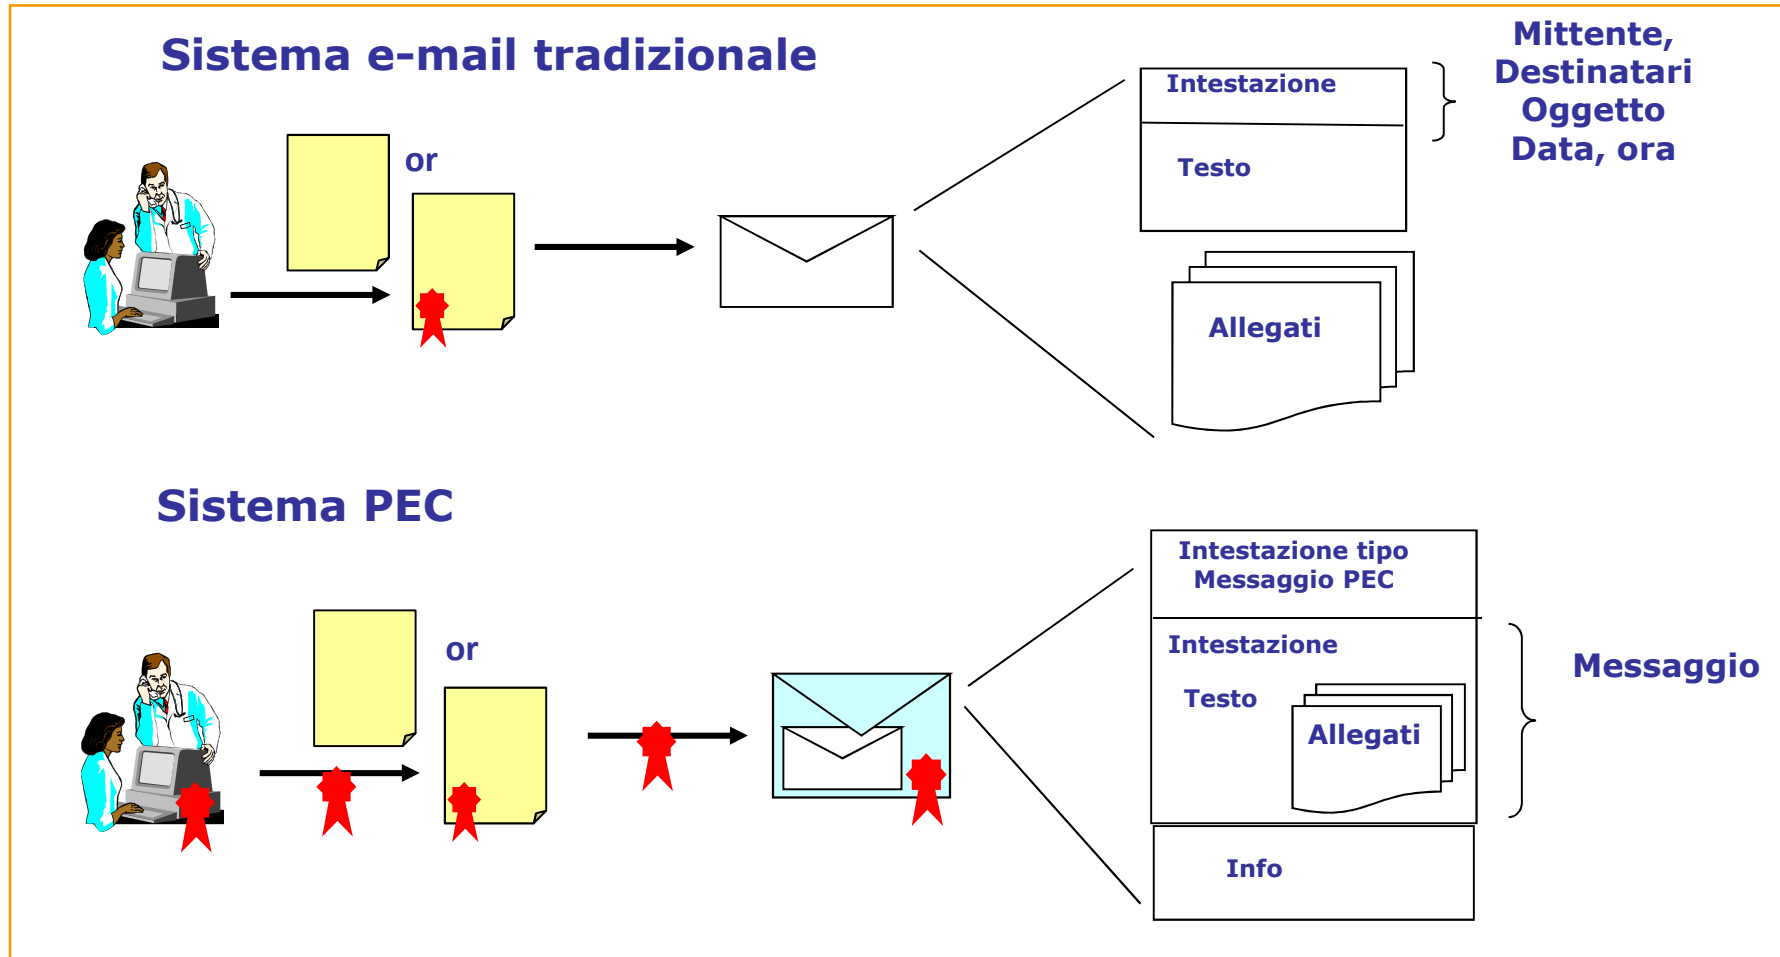 Sistema e-mail tradizionale
or
Intestazione
Testo
Allegati
Mittente,
Destinatari
Oggetto
Data, ora
Sistema PEC
or
Intestazione tipo
Messaggio PEC
Intestazione
Testo
Allegati
Info
Messaggio